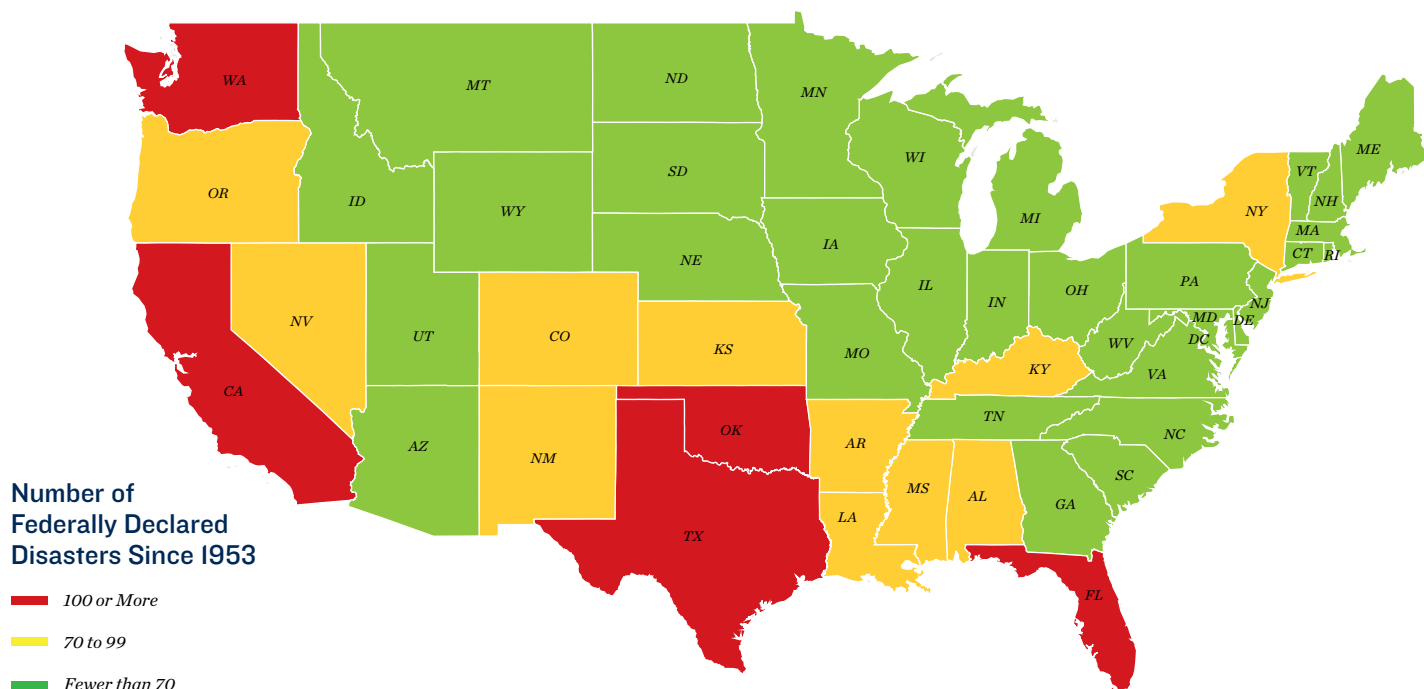 WA
MT
ND
MN
OR
ID
WY
SD
WI
MI
ME
VT
NH
NY
MA
CT
RI
NV
UT
CO
NE
IA
IL
IN
OH
PA
NJ
MD
DE
DC
WV
VA
KS
MO
KY
CA
AZ
NM
OK
AR
TN
NC
SC
MS
AL
GA
LA
TX
FL
Number of
Federally Declared
Disasters Since 1953
100 or More
70 to 99
Fewer than 70